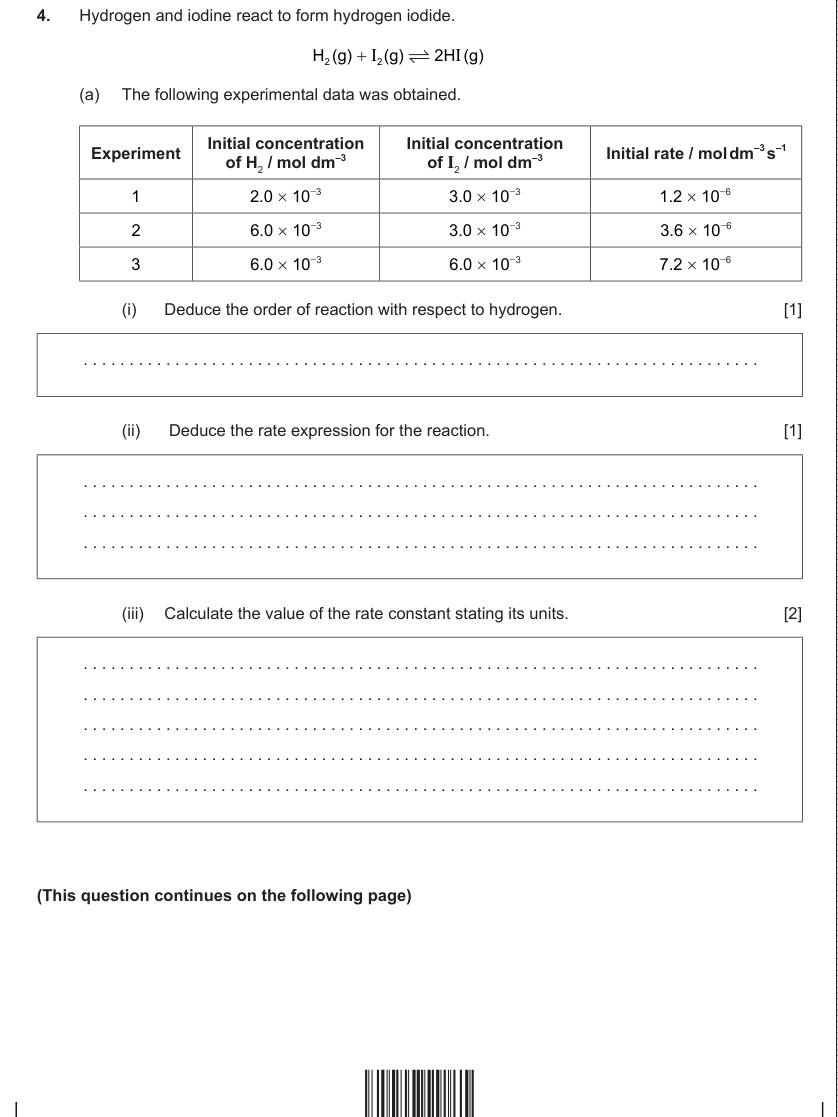 4. Hydrogen and iodine react to form hydrogen iodide.
H₂(g) + I₂(g) ⇌ 2HI(g)
(a) The following experimental data was obtained.
Experiment | Initial concentration of H₂ / mol dm⁻³ | Initial concentration of I₂ / mol dm⁻³ | Initial rate / mol dm⁻³ s⁻¹
1 | 2.0 × 10⁻³ | 3.0 × 10⁻³ | 1.2 × 10⁻⁶
2 | 6.0 × 10⁻³ | 3.0 × 10⁻³ | 3.6 × 10⁻⁶
3 | 6.0 × 10⁻³ | 6.0 × 10⁻³ | 7.2 × 10⁻⁶
(i) Deduce the order of reaction with respect to hydrogen. [1]
(ii) Deduce the rate expression for the reaction. [1]
(iii) Calculate the value of the rate constant stating its units. [2]
(This question continues on the following page)